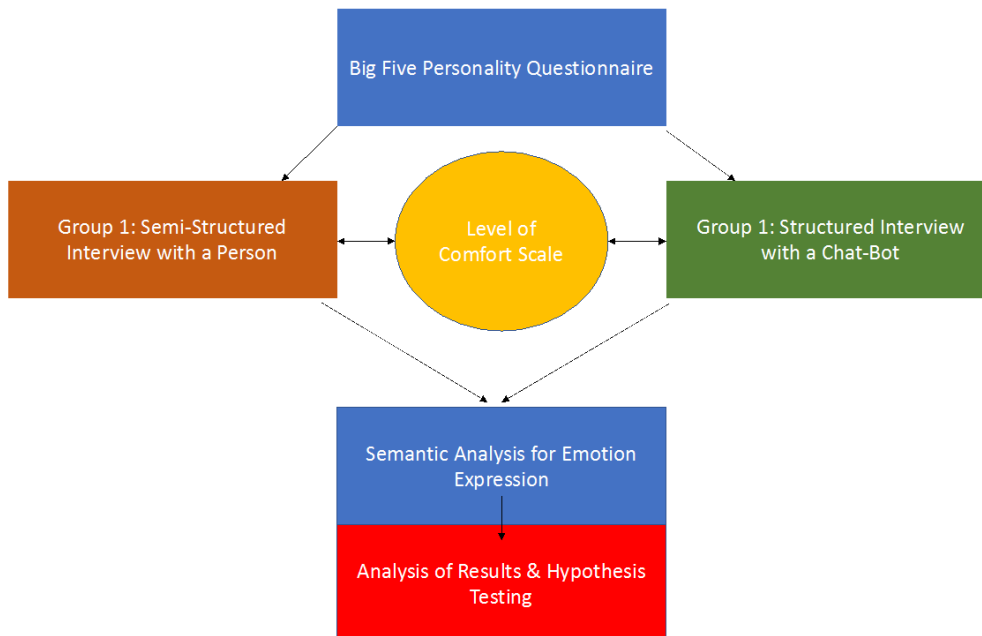 Big Five Personality Questionnaire
Group 1: Semi-Structured
Interview with a Person
Level of
Comfort Scale
Group 1: Structured Interview
with a Chat-Bot
Semantic Analysis for Emotion
Expression
Analysis of Results & Hypothesis
Testing